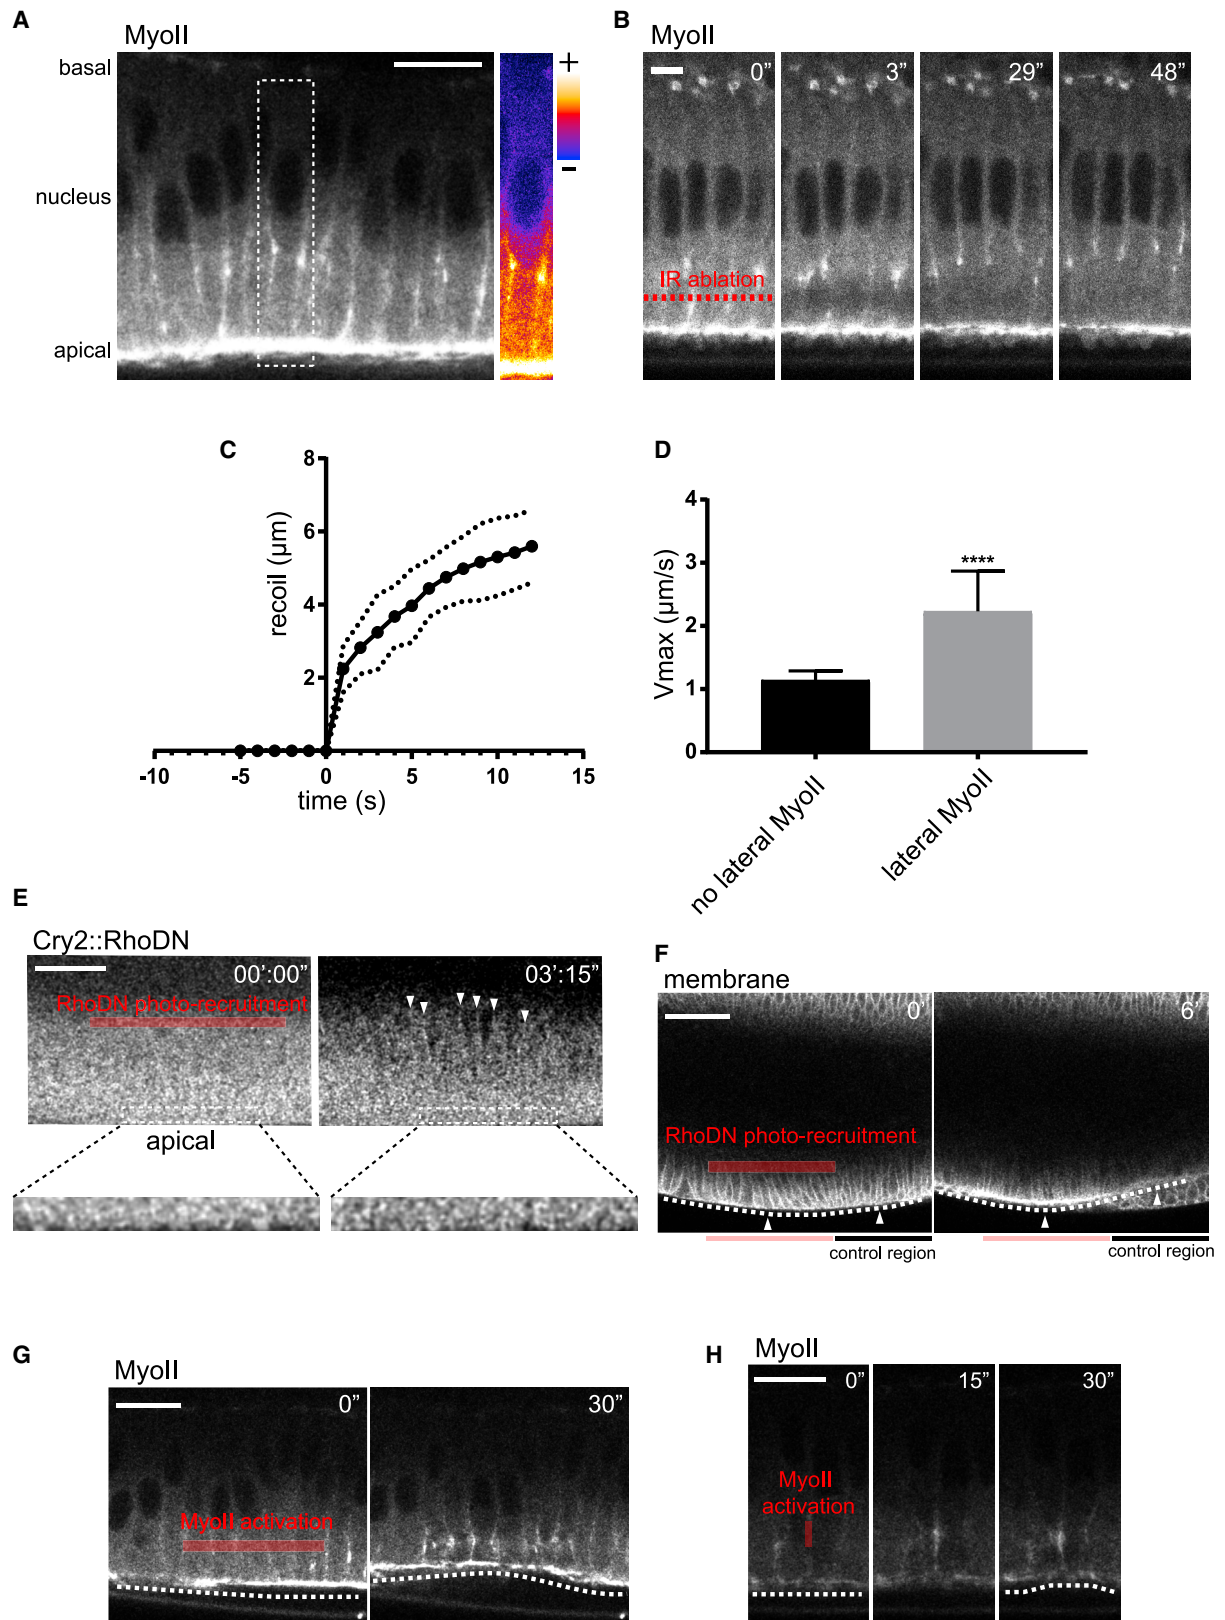 A
MyoII
basal
nucleus
apical
+
-
B
MyoII
0”
3”
29”
48”
IR ablation
C
recoil (µm)
8
6
4
2
-10
-5
0
5
10
15
time (s)
D
Vmax (µm/s)
4
3
2
1
0
****
no lateral MyoII
lateral MyoII
E
Cry2::RhoDN
00’:00”
RhoDN photo-recruitment
03’:15”
apical
F
membrane
0’
6’
RhoDN photo-recruitment
control region
control region
G
MyoII
0”
30”
MyoII activation
H
MyoII
0”
15”
30”
MyoII
activation